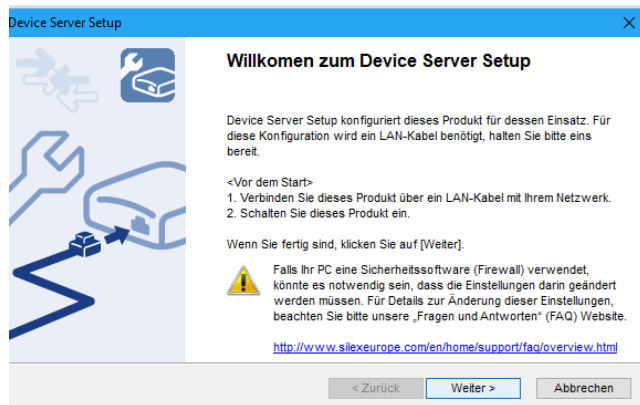 Device Server Setup
Willkomen zum Device Server Setup
Device Server Setup konfiguriert dieses Produkt für dessen Einsatz. Für
diese Konfiguration wird ein LAN-Kabel benötigt, halten Sie bitte eins
bereit.
<Vor dem Start>
1. Verbinden Sie dieses Produkt über ein LAN-Kabel mit Ihrem Netzwerk.
2. Schalten Sie dieses Produkt ein.
Wenn Sie fertig sind, klicken Sie auf [Weiter].
Falls Ihr PC eine Sicherheitssoftware (Firewall) verwendet,
könnte es notwendig sein, dass die Einstellungen darin geändert
werden müssen. Für Details zur Änderung dieser Einstellungen,
beachten Sie bitte unsere „Fragen und Antworten" (FAQ) Website.
http://www.silexeurope.com/en/home/support/faq/overview.html
< Zurück Weiter > Abbrechen